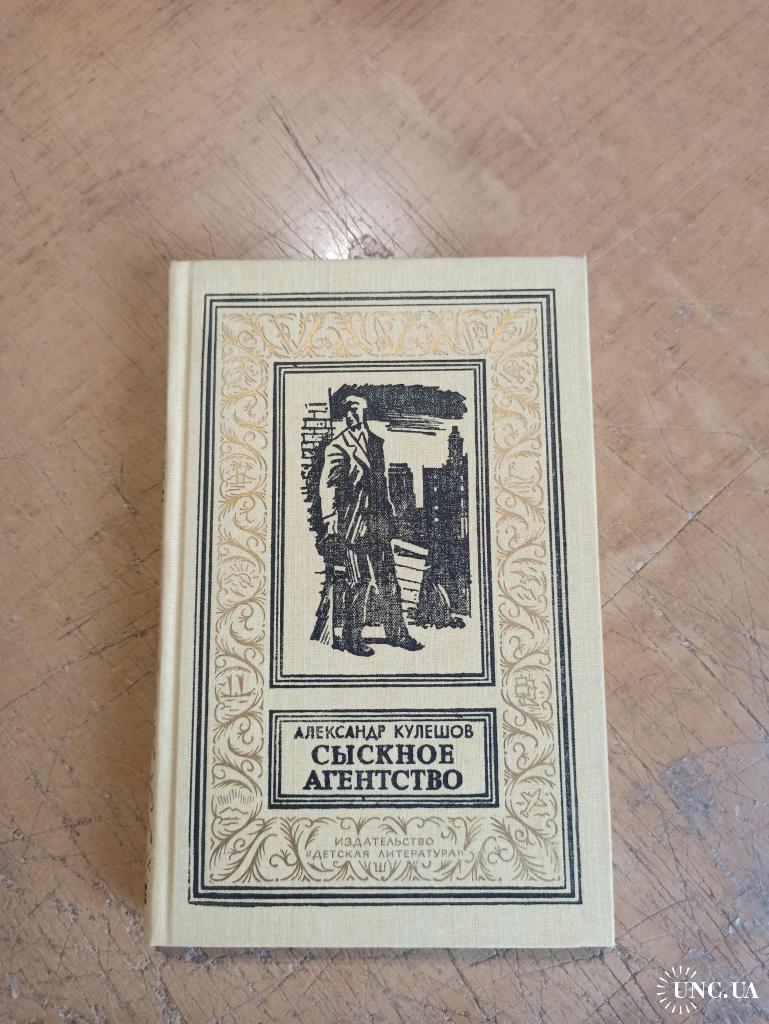 АЛЕКСАНДР КУЛЕШОВ
СЫСКНОЕ
АГЕНТСТВО
ИЗДАТЕЛЬСТВО
«ДЕТСКАЯ ЛИТЕРАТУРА»
UNC.UA